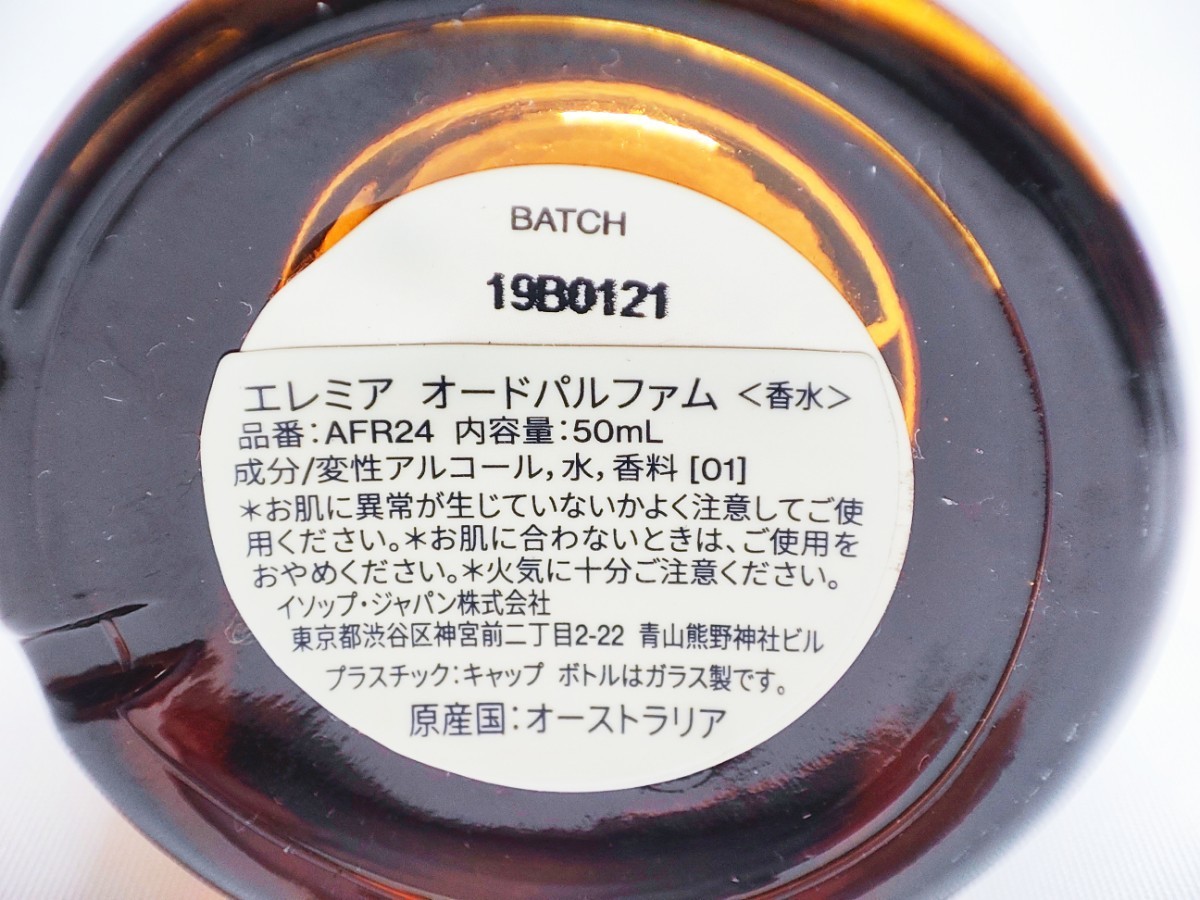 BATCH
19B0121
エレミア オードパルファム <香水>
品番:AFR24 内容量:50mL
成分/変性アルコール, 水, 香料 [01]
*お肌に異常が生じていないかよく注意してご使
用ください。*お肌に合わないときは、ご使用を
おやめください。*火気に十分ご注意ください。
イソップ・ジャパン株式会社
東京都渋谷区神宮前二丁目2-22 青山熊野神社ビル
プラスチック:キャップ ボトルはガラス製です。
原産国:オーストラリア